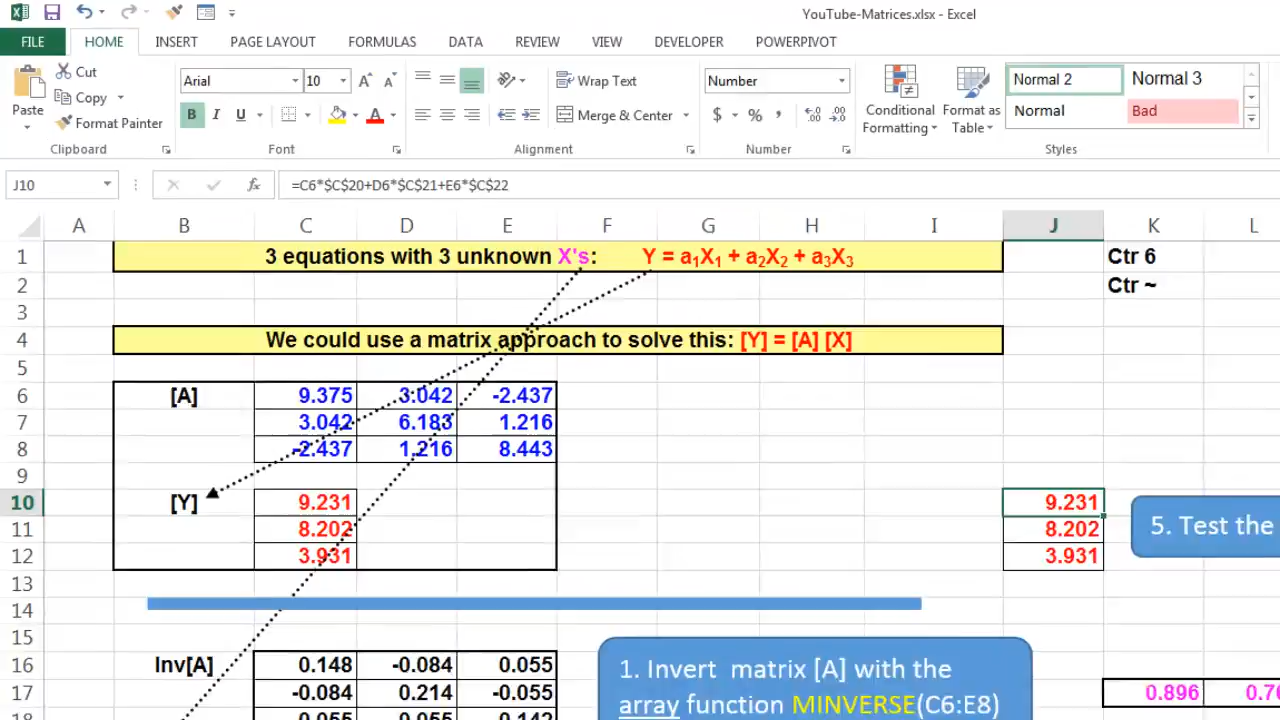 YouTube-Matrices.xlsx - Excel
FILE HOME INSERT PAGE LAYOUT FORMULAS DATA REVIEW VIEW DEVELOPER POWERPIVOT
Paste
Cut
Copy
Format Painter
Clipboard
Arial 10
B I U A
Font
Wrap Text
Merge & Center
Alignment
Number
$ % ,
Number
Conditional
Formatting
Format as
Table
Normal 2 Normal 3
Normal Bad
Styles
J10 fx =C6*$C$20+D6*$C$21+E6*$C$22
A B C D E F G H I J K L
1 3 equations with 3 unknown X's: Y = a1X1 + a2X2 + a3X3 Ctr 6
2 Ctr ~
3
4 We could use a matrix approach to solve this: [Y] = [A] [X]
5
6 [A] 9.375 3.042 -2.437
7 3.042 6.183 1.216
8 -2.437 1.216 8.443
9
10 [Y] 9.231 9.231
11 8.202 8.202
12 3.931 3.931
5. Test the
13
14
15
16 Inv[A] 0.148 -0.084 0.055
17 -0.084 0.214 -0.055 0.896
1. Invert matrix [A] with the
array function MINVERSE(C6:E8)